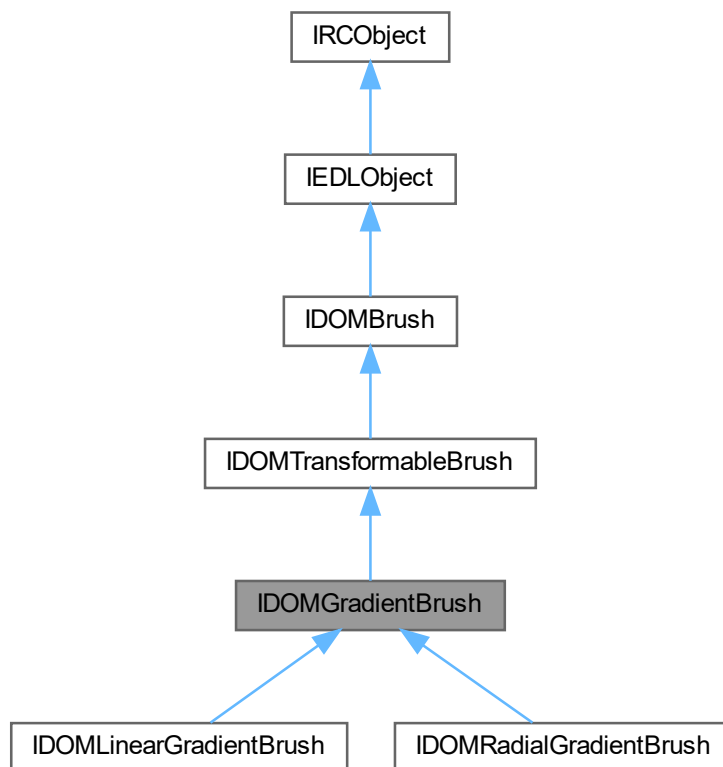 IRCObject
IEDLObject
IDOMBrush
IDOMTransformableBrush
IDOMGradientBrush
IDOMLinearGradientBrush
IDOMRadialGradientBrush